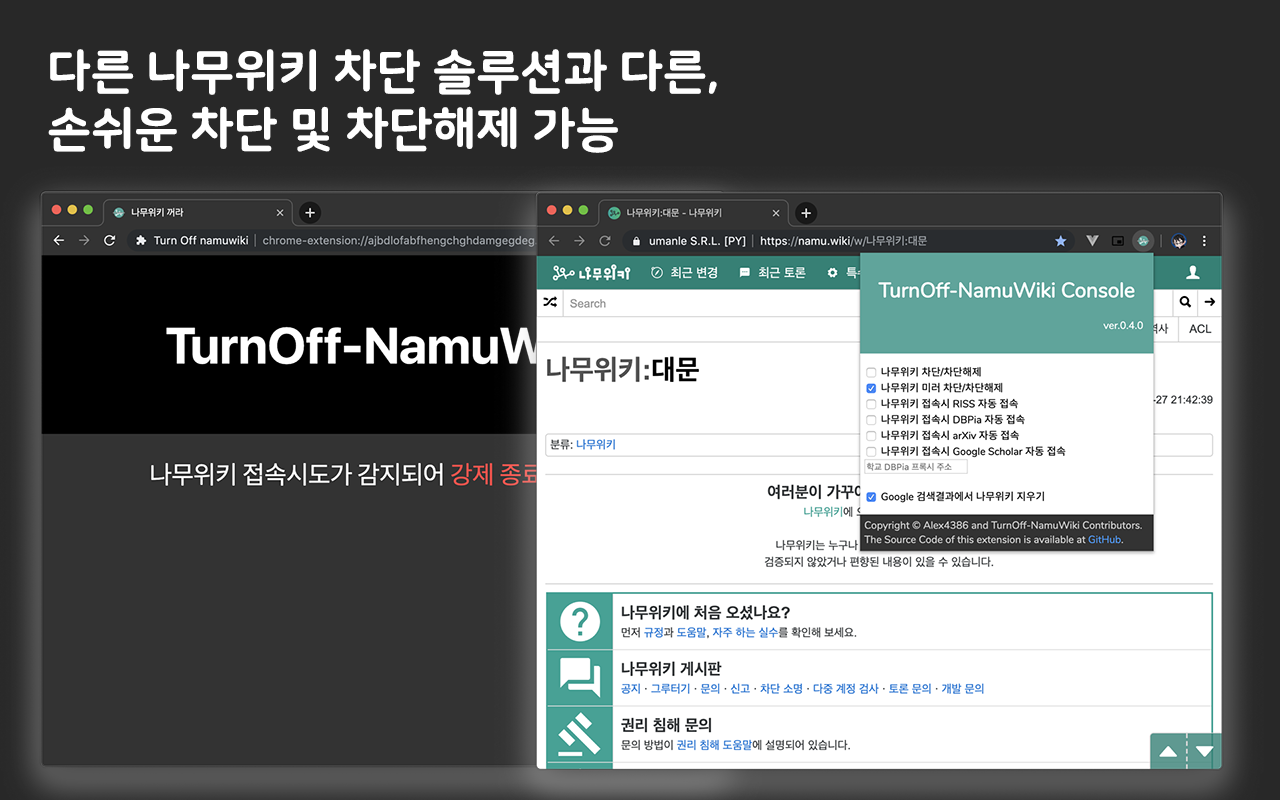 다른 나무위키 차단 솔루션과 다른,
손쉬운 차단 및 차단해제 가능
나무위키 꺼라
Turn Off namuwiki | chrome-extension://ajbdlofabfhengchghdamgegdeg
TurnOff-NamuW
나무위키 접속시도가 감지되어 강제 종료
나무위키:대문 - 나무위키
umanle S.R.L. [PY] | https://namu.wiki/w/나무위키:대문
나무위키 최근 변경 최근 토론
Search
ACL
나무위키:대문
-27 21:42:39
분류: 나무위키
여러분이 가꾸어
나무위키에
나무위키는 누구나
검증되지 않았거나 편향된 내용이 있을 수 있습니다.
나무위키에 처음 오셨나요?
먼저 규정과 도움말, 자주 하는 실수를 확인해 보세요.
나무위키 게시판
공지 · 그루터기 · 문의 · 신고 · 차단 소명 · 다중 계정 검사 · 토론 문의 · 개발 문의
권리 침해 문의
문의 방법이 권리 침해 도움말에 설명되어 있습니다.
TurnOff-NamuWiki Console
ver.0.4.0
나무위키 차단/차단해제
나무위키 미러 차단/차단해제
나무위키 접속시 RISS 자동 접속
나무위키 접속시 DBPia 자동 접속
나무위키 접속시 arXiv 자동 접속
나무위키 접속시 Google Scholar 자동 접속
학교 DBPia 프록시 주소
Google 검색결과에서 나무위키 지우기
Copyright © Alex4386 and TurnOff-NamuWiki Contributors.
The Source Code of this extension is available at GitHub.